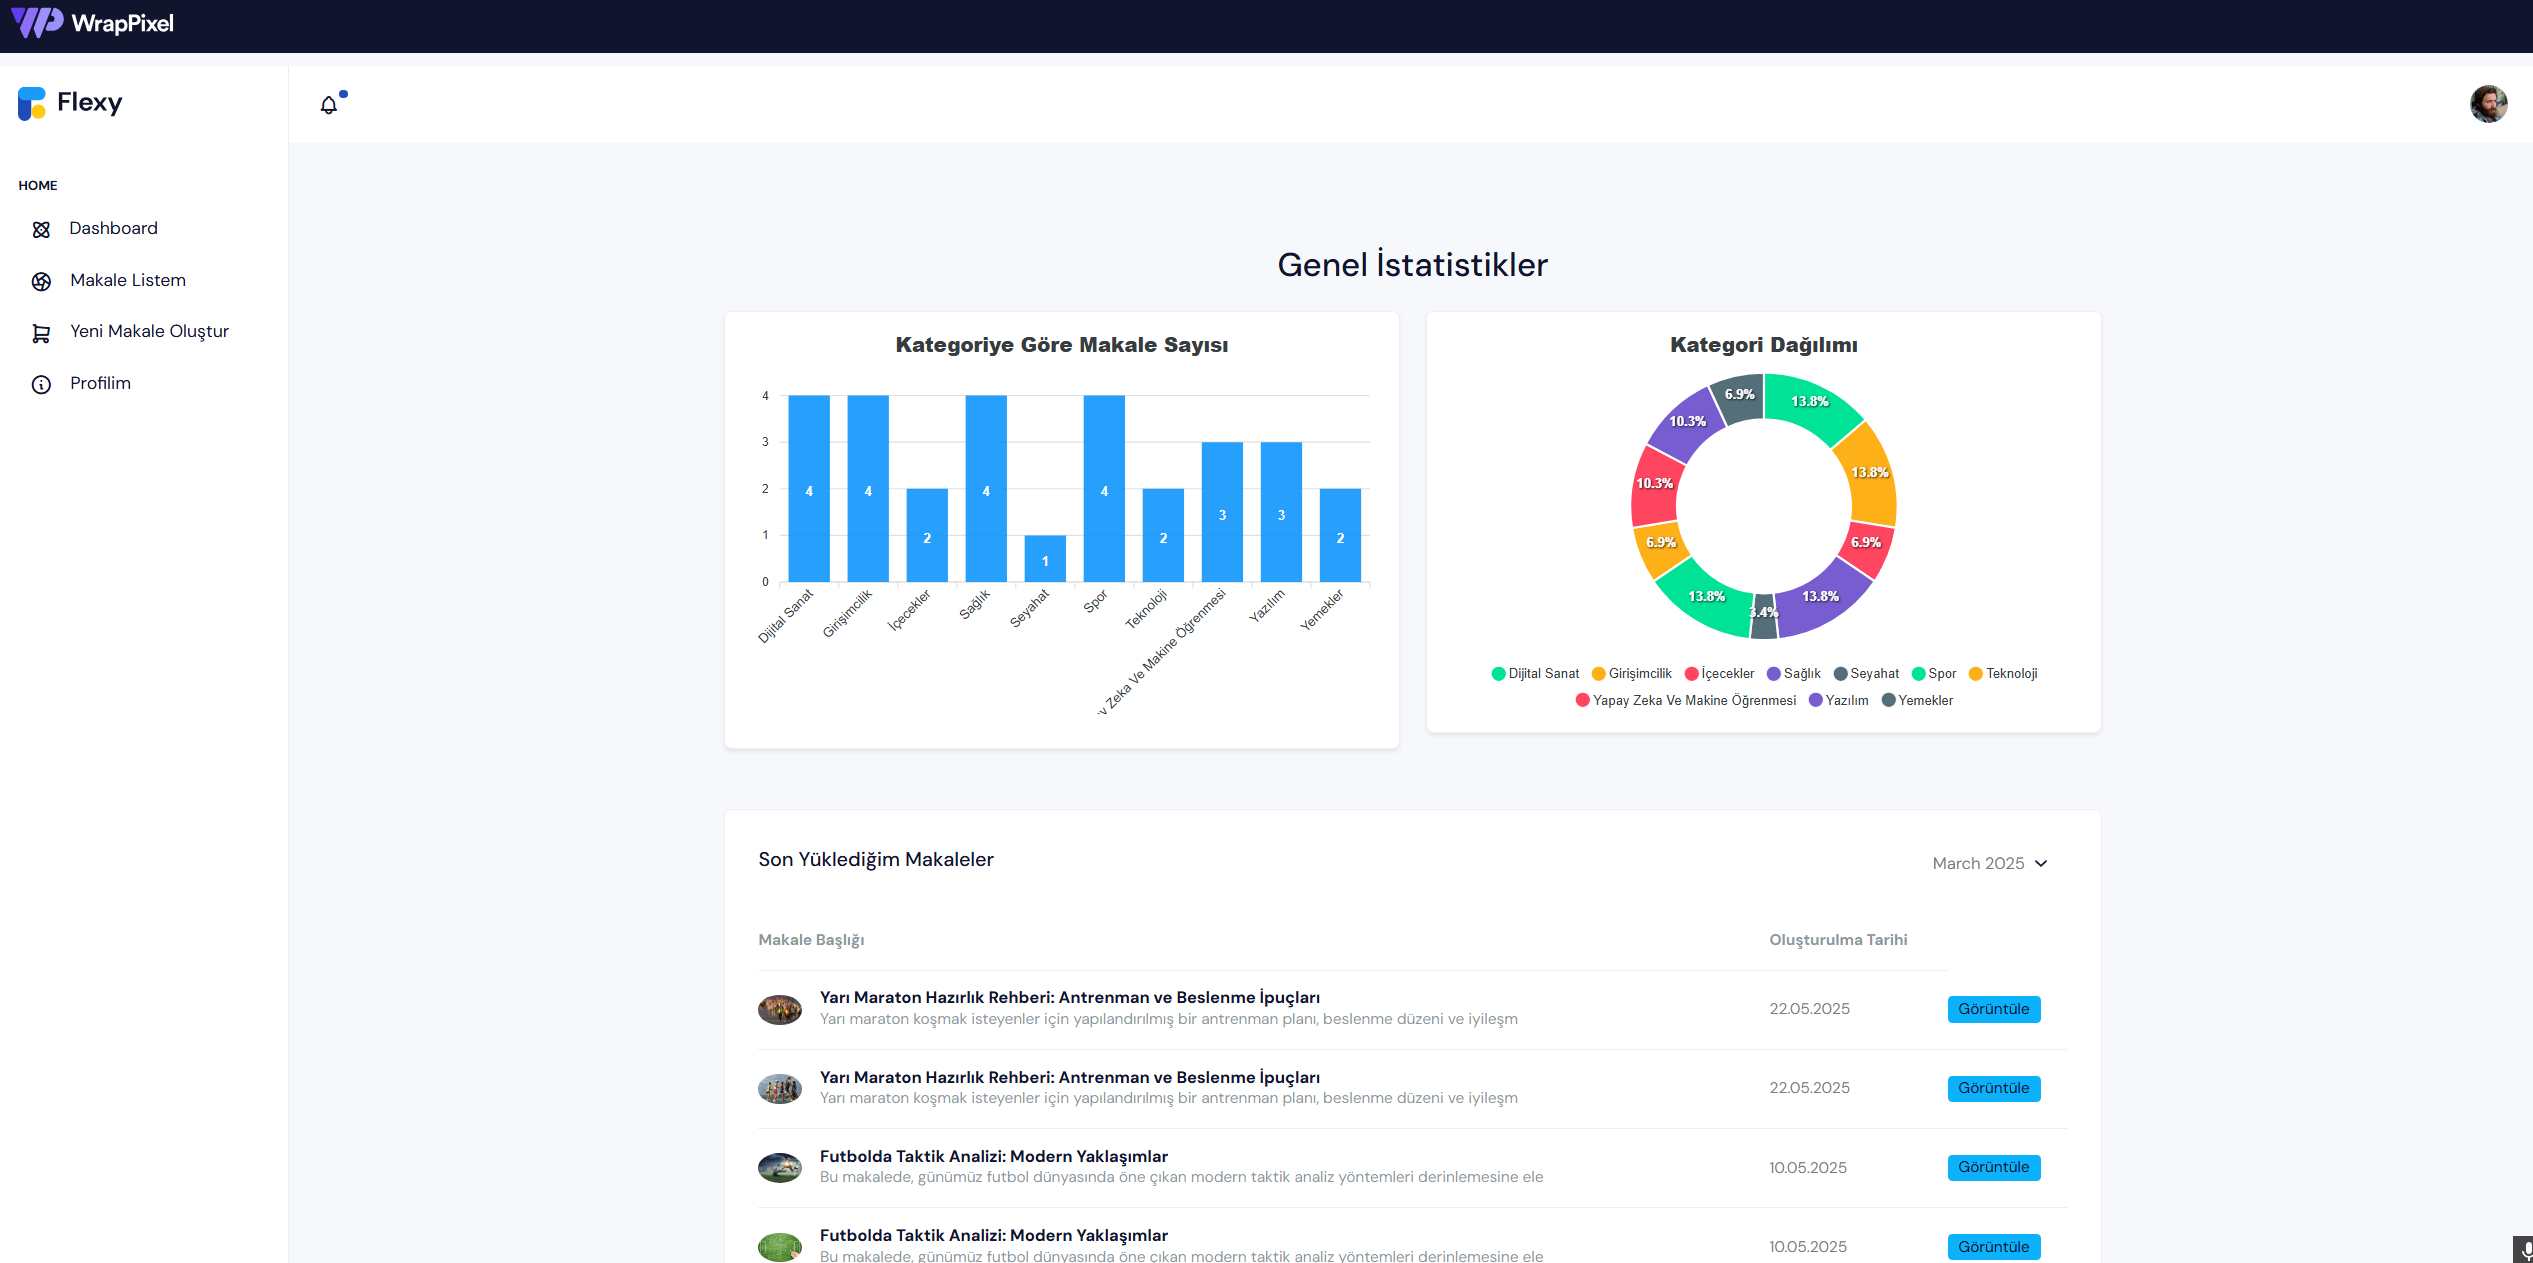 WrapPixel
Flexy
HOME
Dashboard
Makale Listem
Yeni Makale Oluştur
Profilim
Genel İstatistikler
Kategoriye Göre Makale Sayısı
4
3
2
1
0
4 4 2 4 1 4 2 3 3 2
Dijital Sanat
Girişimcilik
İçecekler
Sağlık
Seyahat
Spor
Teknoloji
Zeka Ve Makine Öğrenmesi
Yazılım
Yemekler
Kategori Dağılımı
13.8%
13.8%
6.9%
13.8%
3.4%
13.8%
6.9%
10.3%
10.3%
6.9%
Dijital Sanat Girişimcilik İçecekler Sağlık Seyahat Spor Teknoloji
Yapay Zeka Ve Makine Öğrenmesi Yazılım Yemekler
Son Yüklediğim Makaleler
March 2025
Makale Başlığı Oluşturulma Tarihi
Yarı Maraton Hazırlık Rehberi: Antrenman ve Beslenme İpuçları
Yarı maraton koşmak isteyenler için yapılandırılmış bir antrenman planı, beslenme düzeni ve iyileşm
22.05.2025
Görüntüle
Yarı Maraton Hazırlık Rehberi: Antrenman ve Beslenme İpuçları
Yarı maraton koşmak isteyenler için yapılandırılmış bir antrenman planı, beslenme düzeni ve iyileşm
22.05.2025
Görüntüle
Futbolda Taktik Analizi: Modern Yaklaşımlar
Bu makalede, günümüz futbol dünyasında öne çıkan modern taktik analiz yöntemleri derinlemesine ele
10.05.2025
Görüntüle
Futbolda Taktik Analizi: Modern Yaklaşımlar
Bu makalede, günümüz futbol dünyasında öne çıkan modern taktik analiz yöntemleri derinlemesine ele
10.05.2025
Görüntüle